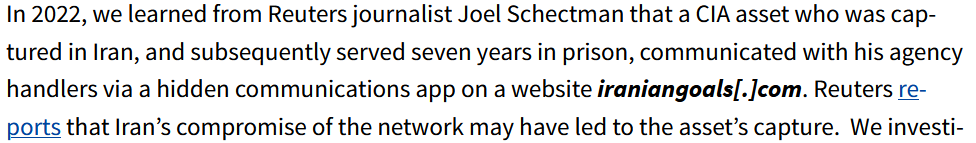 In 2022, we learned from Reuters journalist Joel Schectman that a CIA asset who was cap-
tured in Iran, and subsequently served seven years in prison, communicated with his agency
handlers via a hidden communications app on a website iraniangoals[.]com. Reuters re-
ports that Iran’s compromise of the network may have led to the asset’s capture.  We investi-